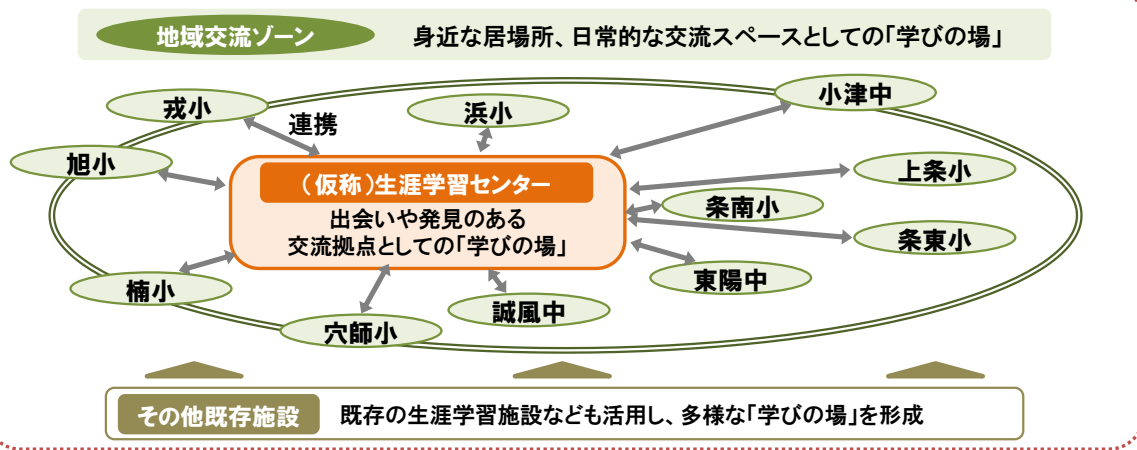 地域交流ゾーン 身近な居場所、日常的な交流スペースとしての「学びの場」
戎小
連携
浜小
小津中
旭小
上条小
(仮称)生涯学習センター
出会いや発見のある
交流拠点としての「学びの場」
条南小
条東小
東陽中
楠小
誠風中
穴師小
その他既存施設 既存の生涯学習施設なども活用し、多様な「学びの場」を形成